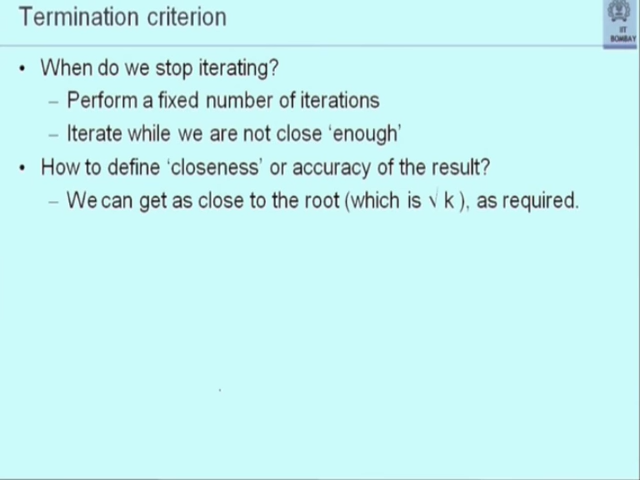 Termination criterion
IIT
BOMBAY
• When do we stop iterating?
– Perform a fixed number of iterations
– Iterate while we are not close ‘enough’
• How to define ‘closeness’ or accuracy of the result?
– We can get as close to the root (which is √ k ), as required.